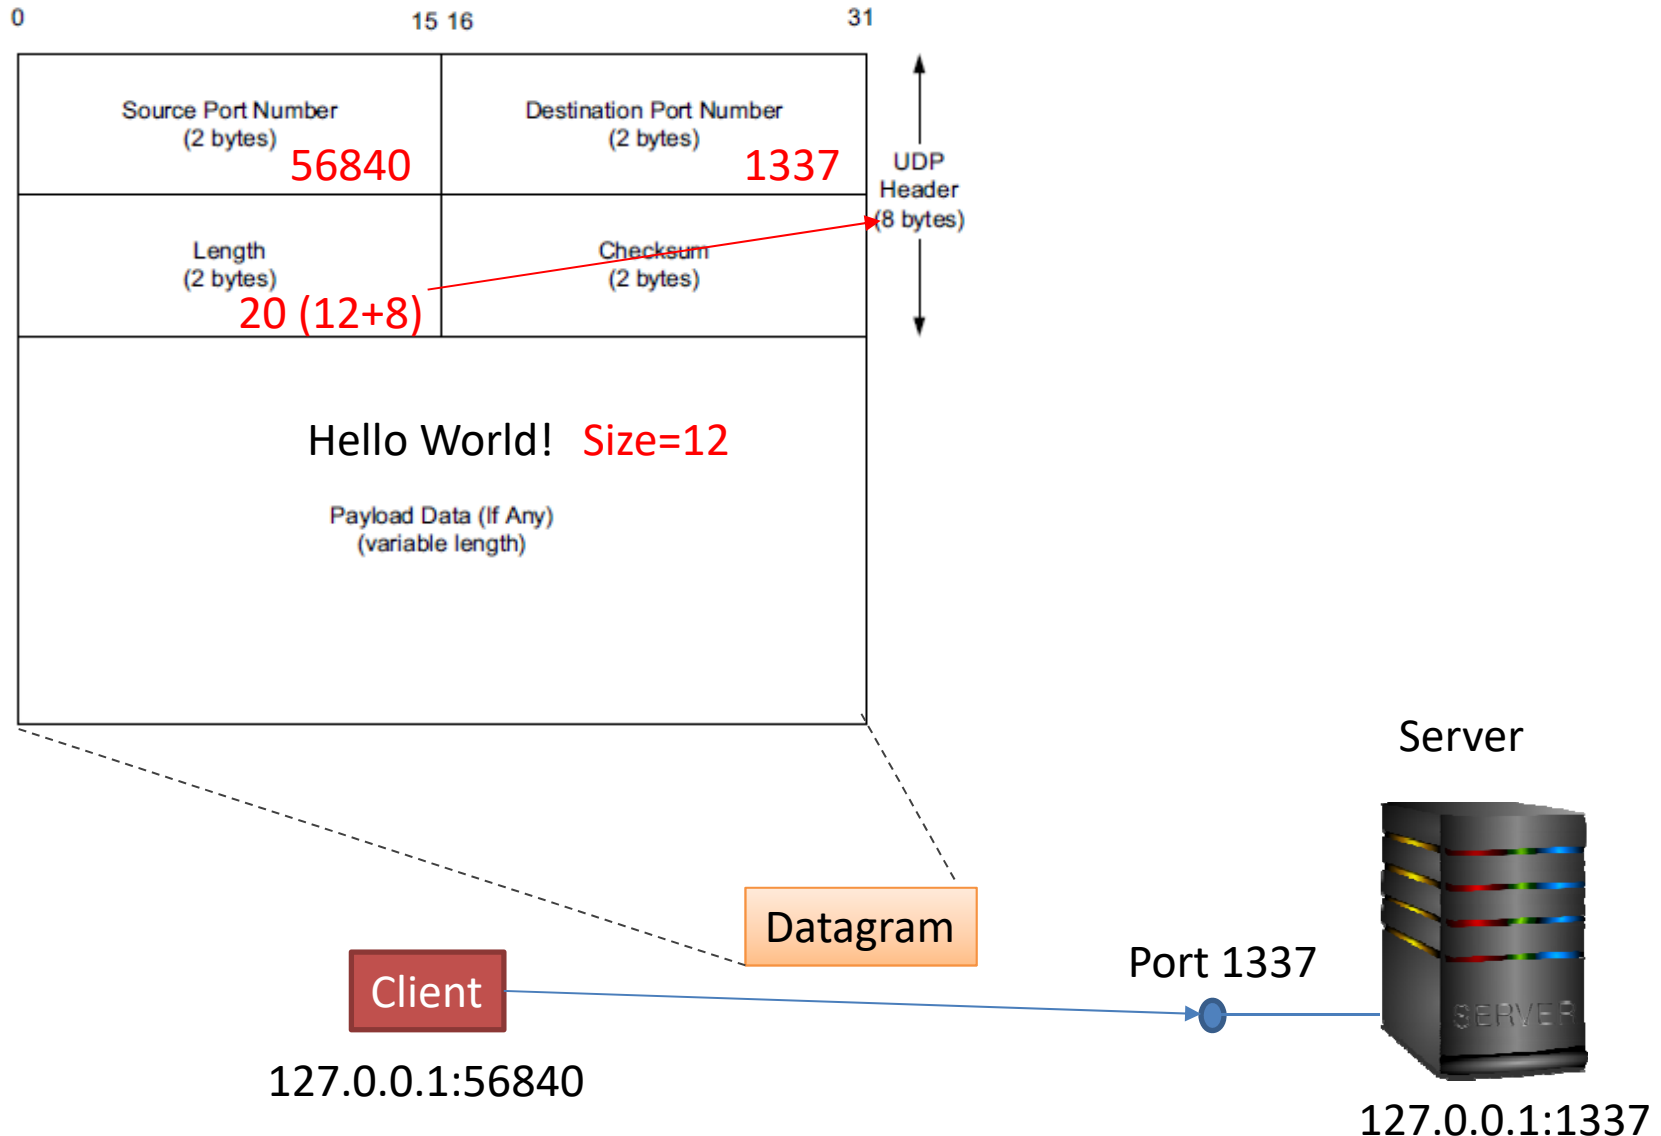 0
15 16
31
Source Port Number
(2 bytes)
56840
Destination Port Number
(2 bytes)
1337
UDP
Header
(8 bytes)
Length
(2 bytes)
20 (12+8)
Checksum
(2 bytes)
Hello World! Size=12
Payload Data (If Any)
(variable length)
Server
Datagram
Port 1337
Client
SERVER
127.0.0.1:56840
127.0.0.1:1337